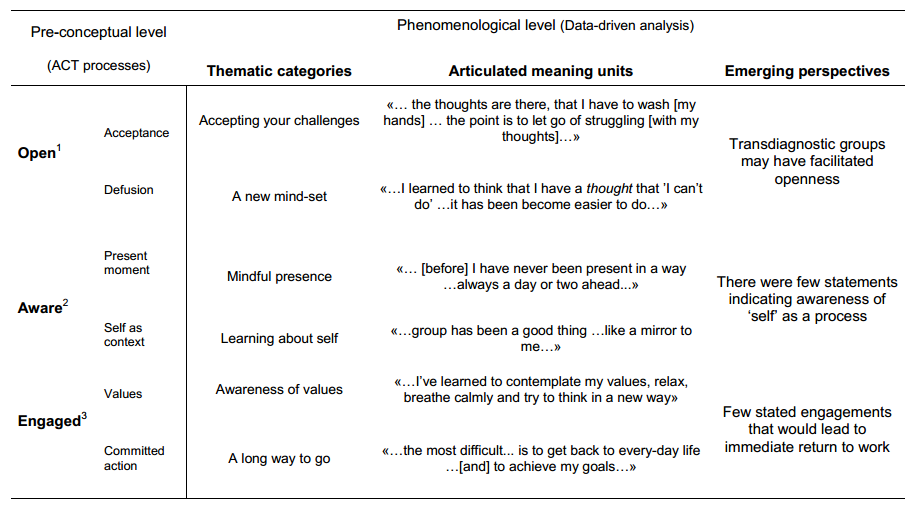 Pre-conceptual level
(ACT processes)
Phenomenological level (Data-driven analysis)
Thematic categories
Articulated meaning units
Emerging perspectives
Open1
Acceptance
Accepting your challenges
«… the thoughts are there, that I have to wash [my
hands] … the point is to let go of struggling [with my
thoughts]…»
Transdiagnostic groups
may have facilitated
openness
Defusion
A new mind-set
«…I learned to think that I have a thought that ’I can’t
do’ …it has been become easier to do…»
Aware2
Present
moment
Mindful presence
«… [before] I have never been present in a way
…always a day or two ahead...»
There were few statements
indicating awareness of
‘self’ as a process
Self as
context
Learning about self
«…group has been a good thing …like a mirror to
me…»
Engaged3
Values
Awareness of values
«…I’ve learned to contemplate my values, relax,
breathe calmly and try to think in a new way»
Few stated engagements
that would lead to
immediate return to work
Committed
action
A long way to go
«…the most difficult... is to get back to every-day life
…[and] to achieve my goals…»